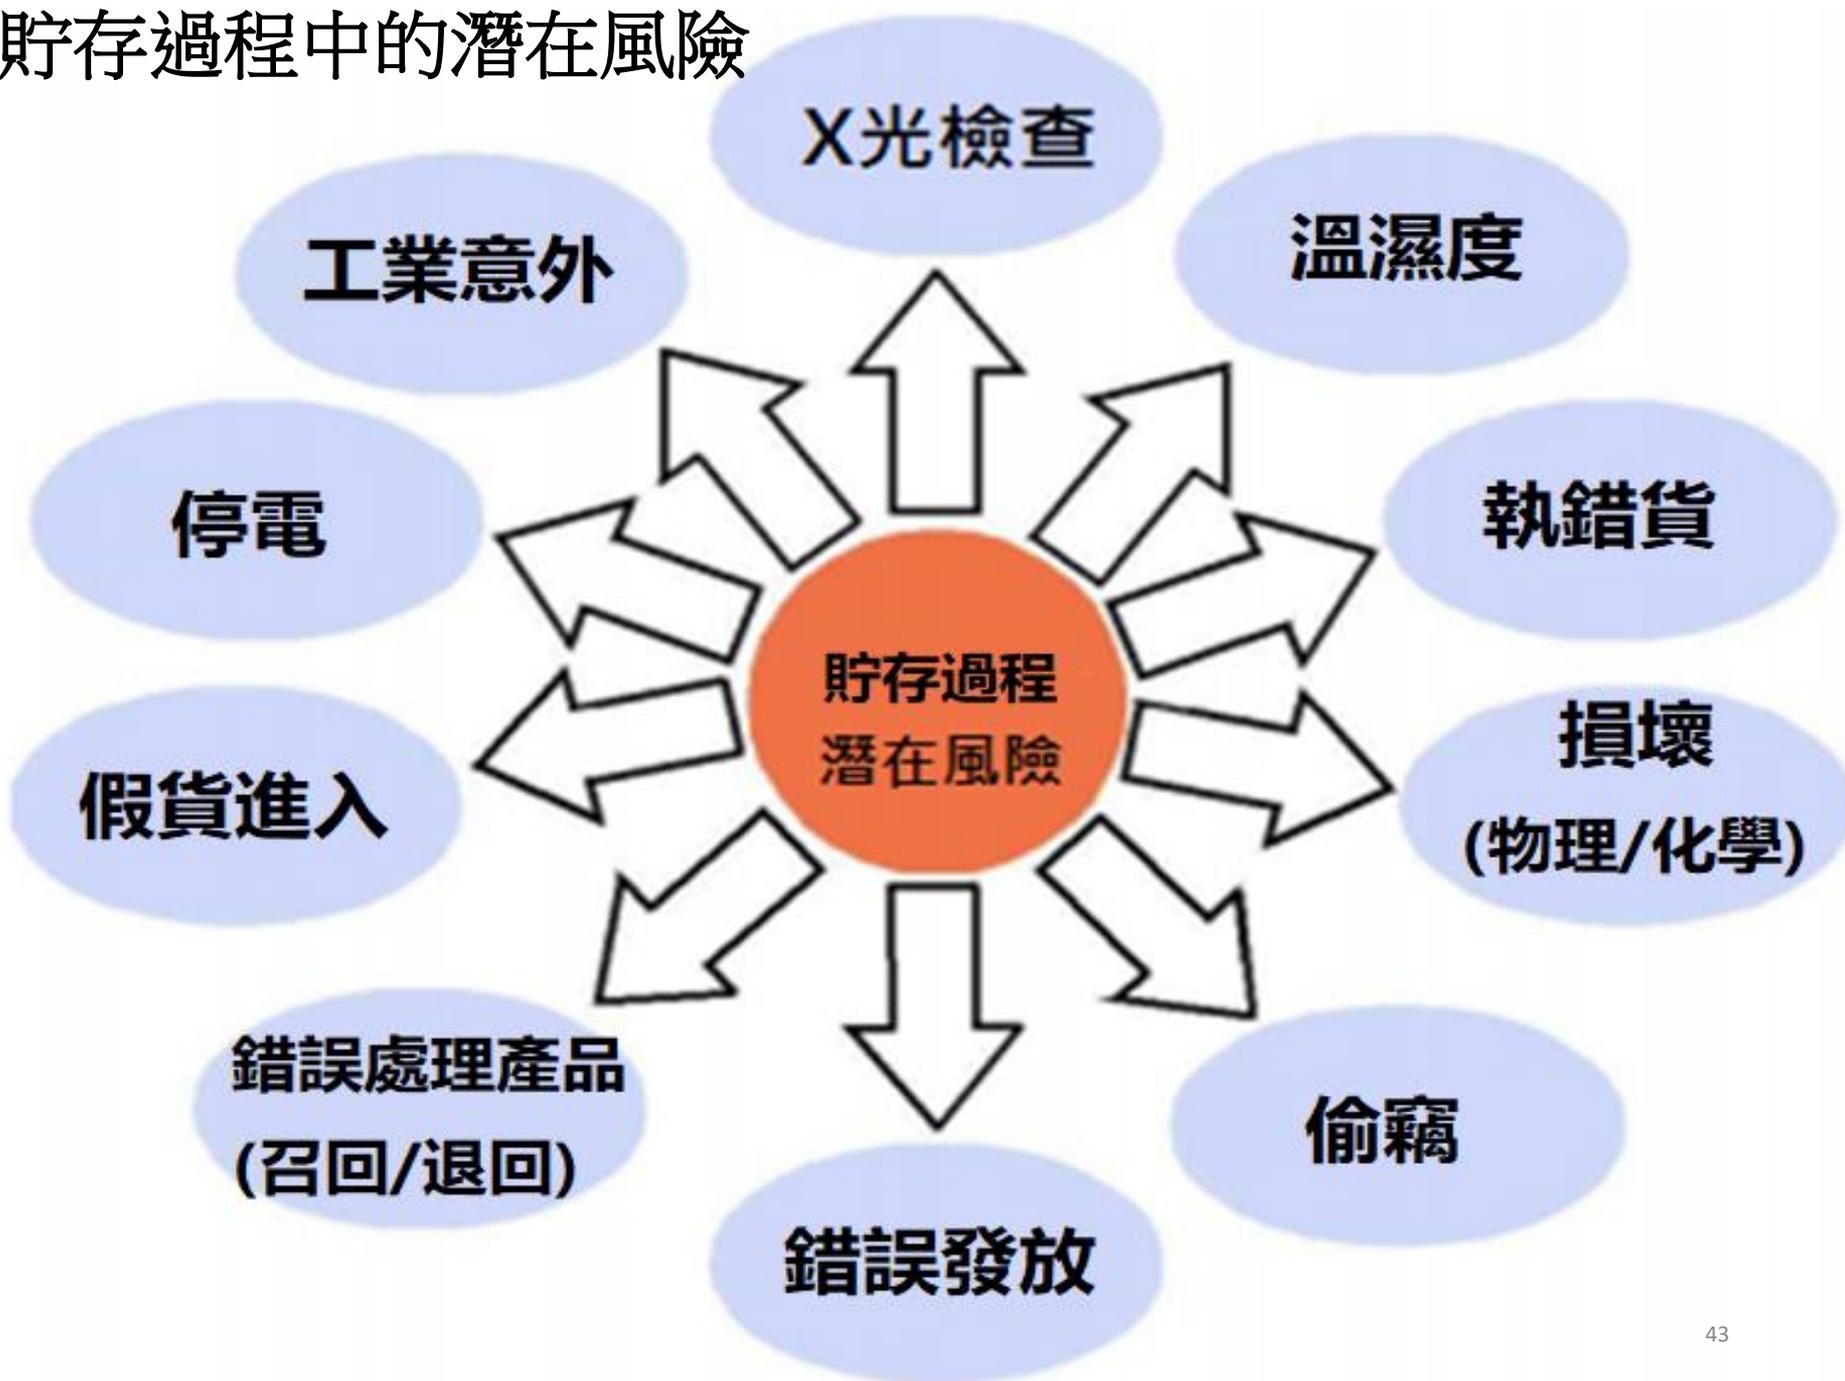 貯存過程中的潛在風險
X光檢查
溫濕度
執錯貨
損壞
(物理/化學)
偷竊
錯誤發放
錯誤處理產品
(召回/退回)
假貨進入
停電
工業意外
貯存過程
潛在風險
43